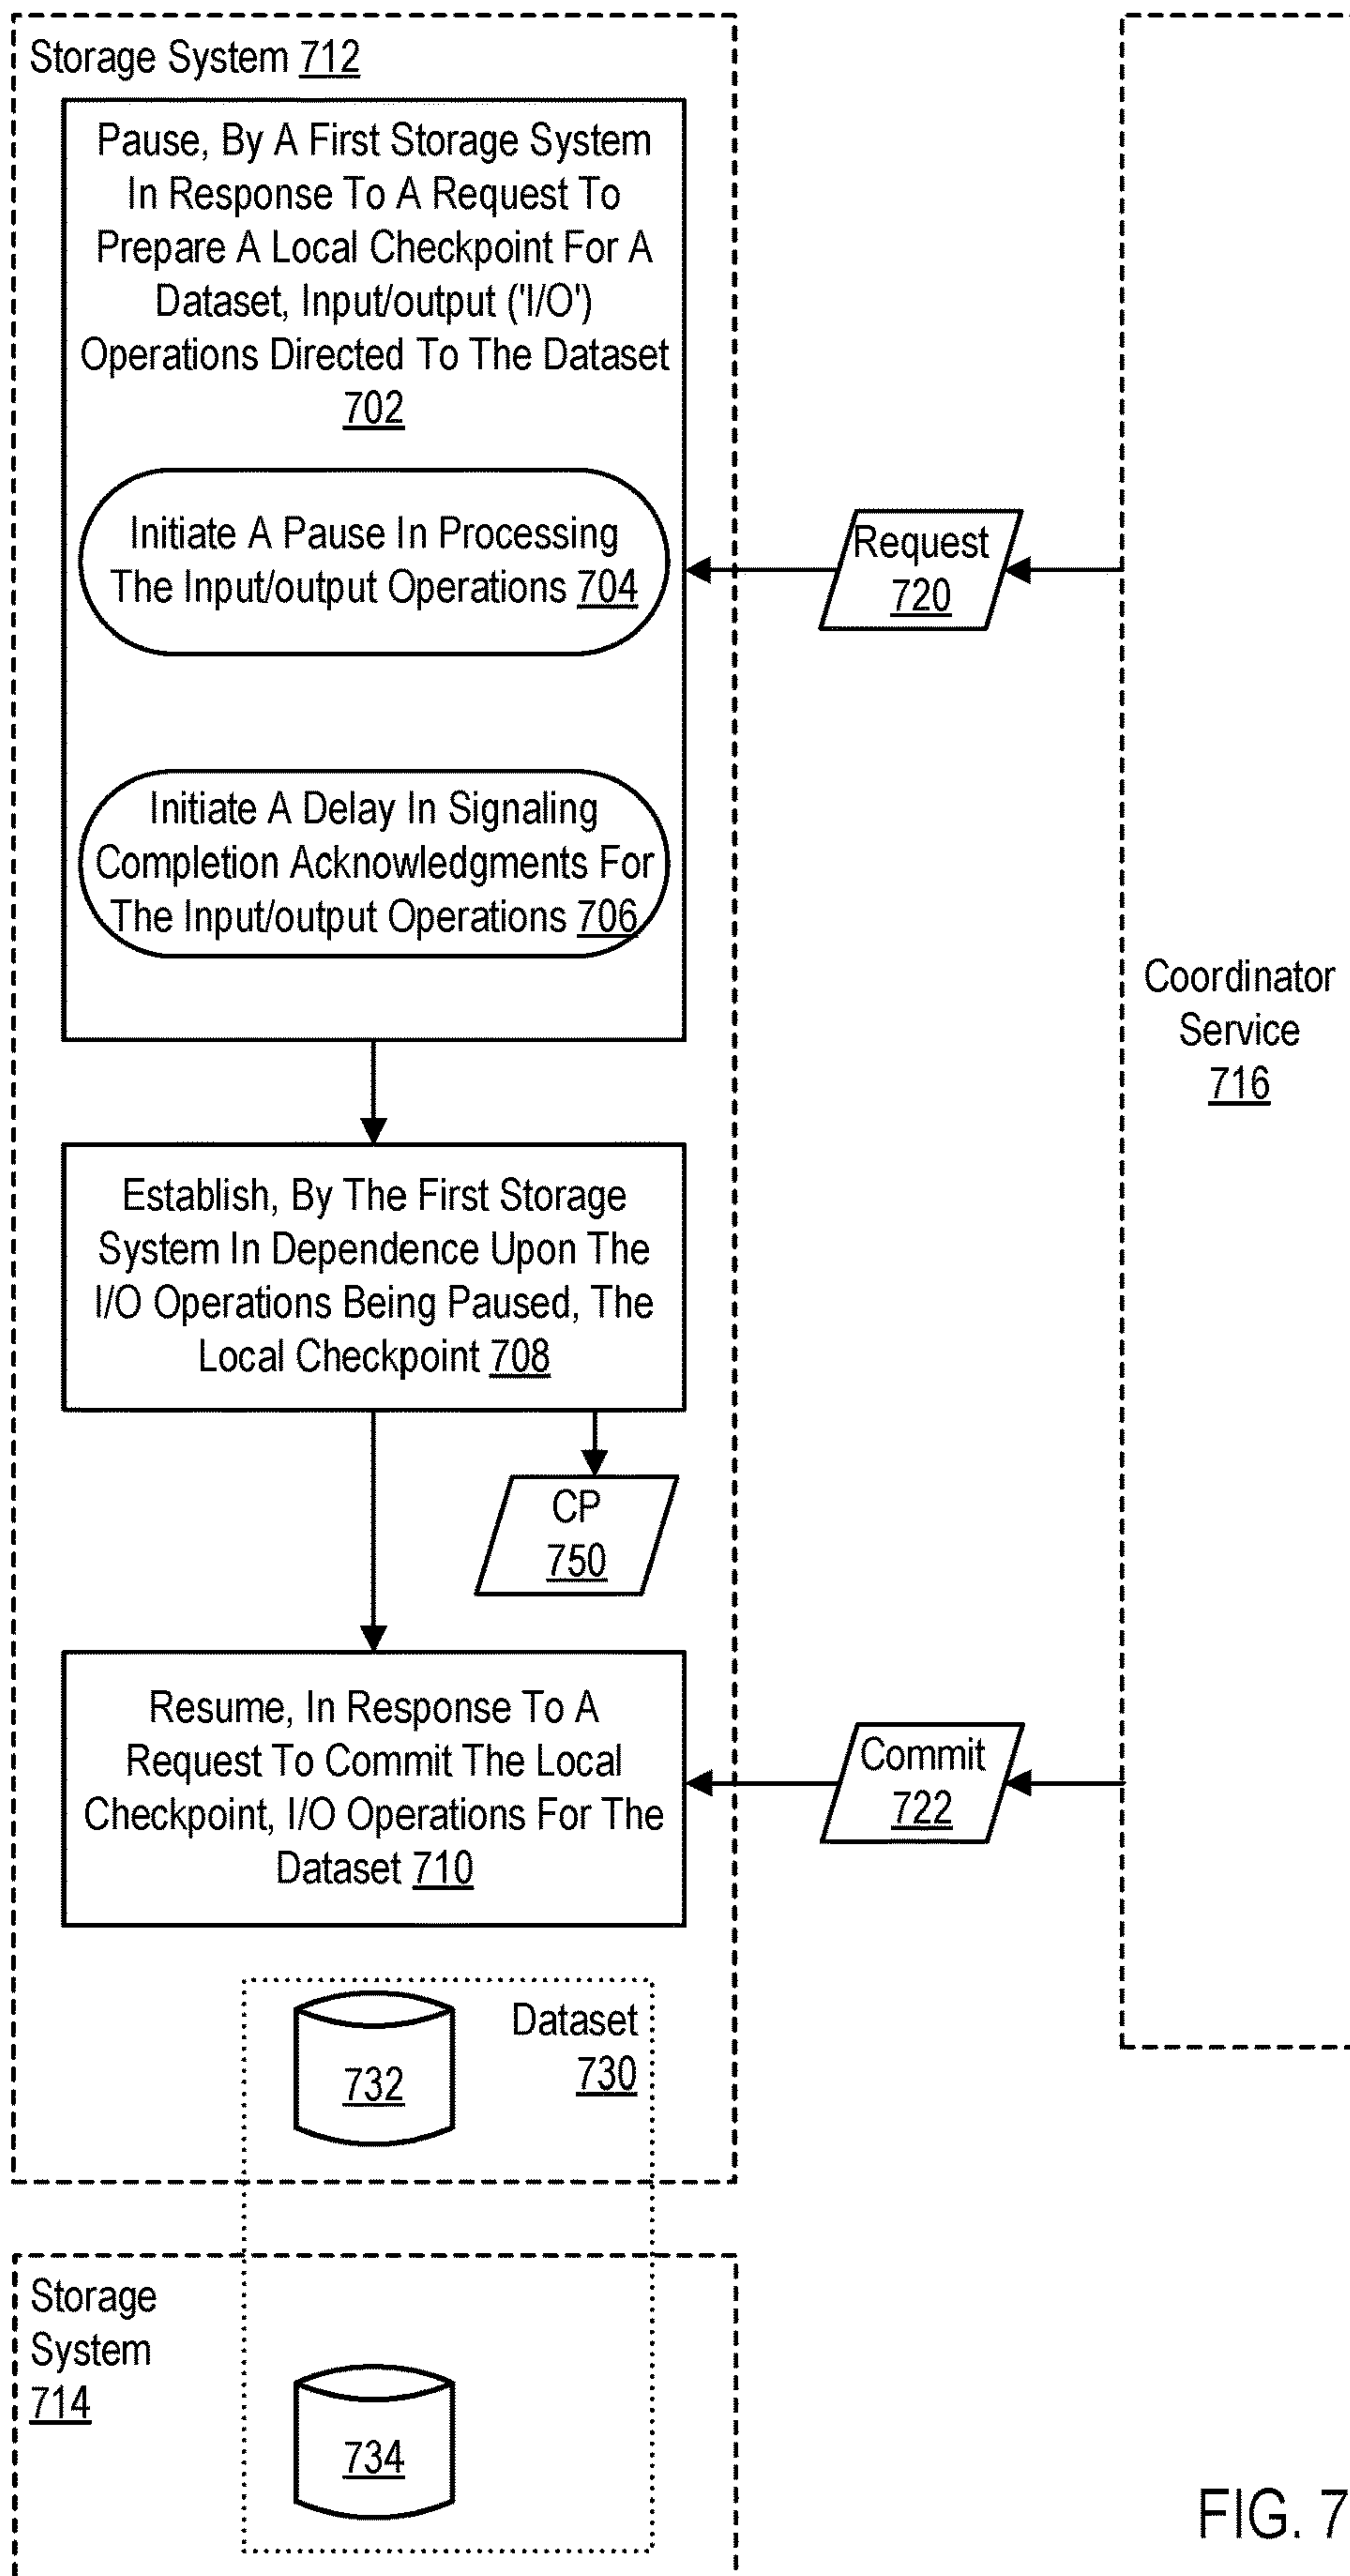 Storage System 712
Pause, By A First Storage System
In Response To A Request To
Prepare A Local Checkpoint For A
Dataset, Input/output ('I/O')
Operations Directed To The Dataset
702
Initiate A Pause In Processing
The Input/output Operations 704
Request
720
Initiate A Delay In Signaling
Completion Acknowledgments For
The Input/output Operations 706
Coordinator
Service
716
Establish, By The First Storage
System In Dependence Upon The
I/O Operations Being Paused, The
Local Checkpoint 708
CP
750
Resume, In Response To A
Request To Commit The Local
Checkpoint, I/O Operations For The
Dataset 710
Commit
722
Dataset
730
732
Storage
System
714
734
FIG. 7